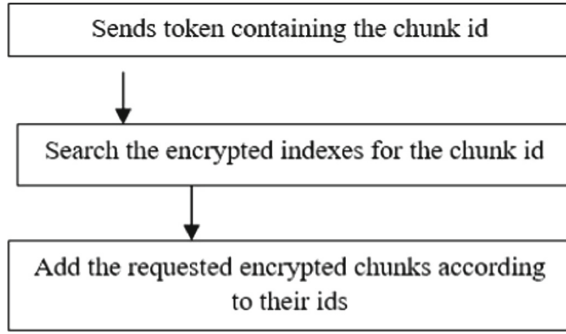 Sends token containing the chunk id
Search the encrypted indexes for the chunk id
Add the requested encrypted chunks according
to their ids